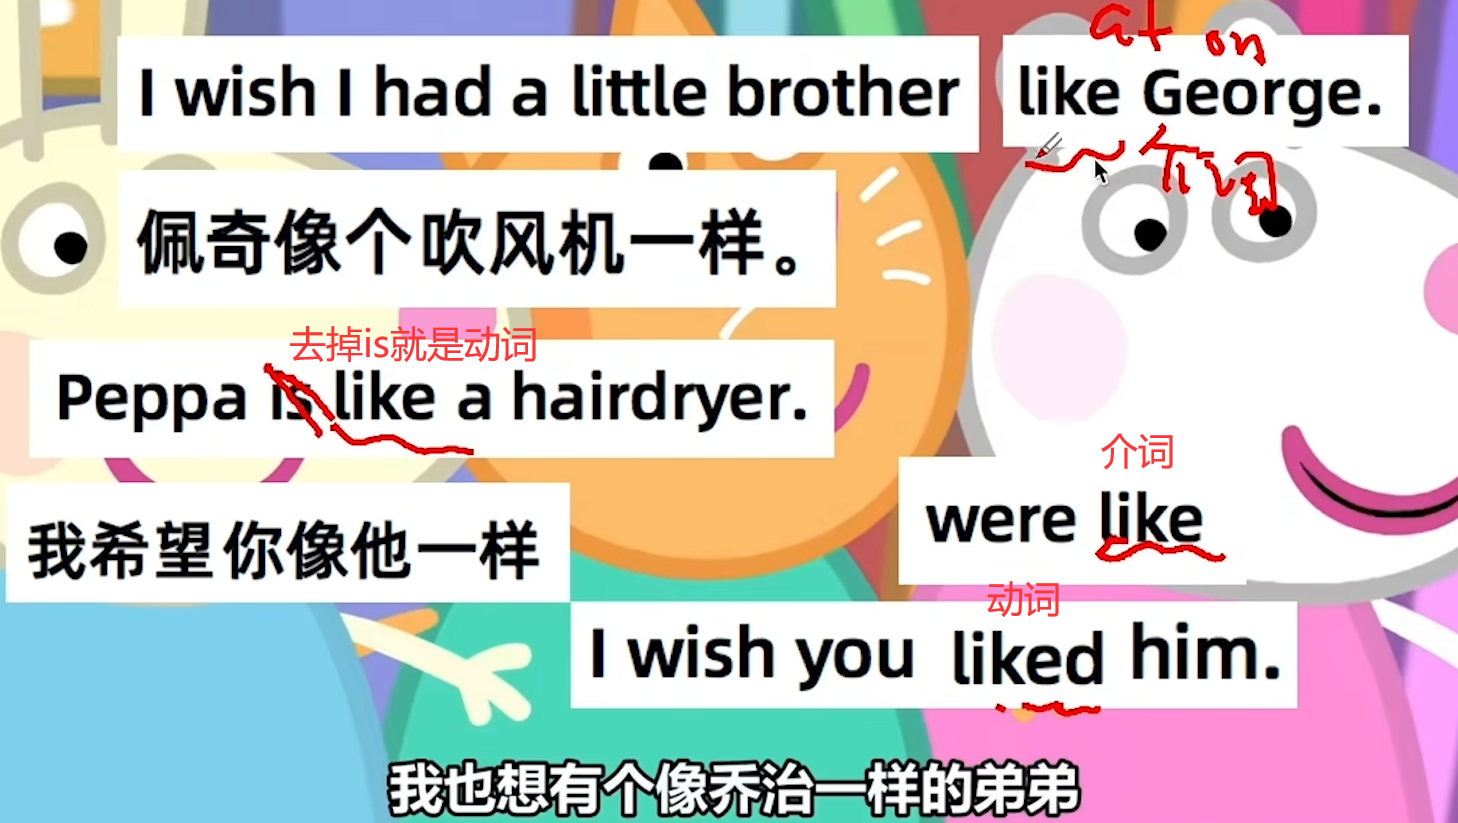 at on
I wish I had a little brother like George.
介词
佩奇像个吹风机一样。
去掉is就是动词
Peppa is like a hairdryer.
介词
我希望你像他一样 were like
动词
I wish you liked him.
我也想有个像乔治一样的弟弟